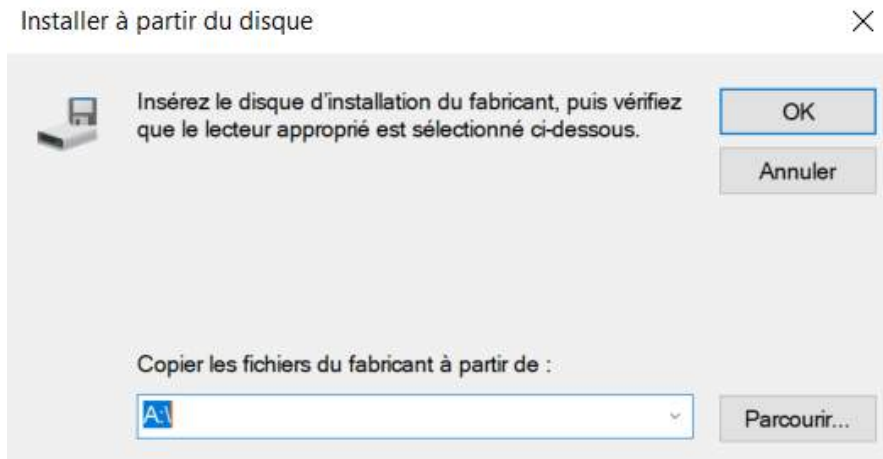 Installer à partir du disque
Insérez le disque d'installation du fabricant, puis vérifiez
que le lecteur approprié est sélectionné ci-dessous.
OK
Annuler
Copier les fichiers du fabricant à partir de :
A:\
Parcourir...